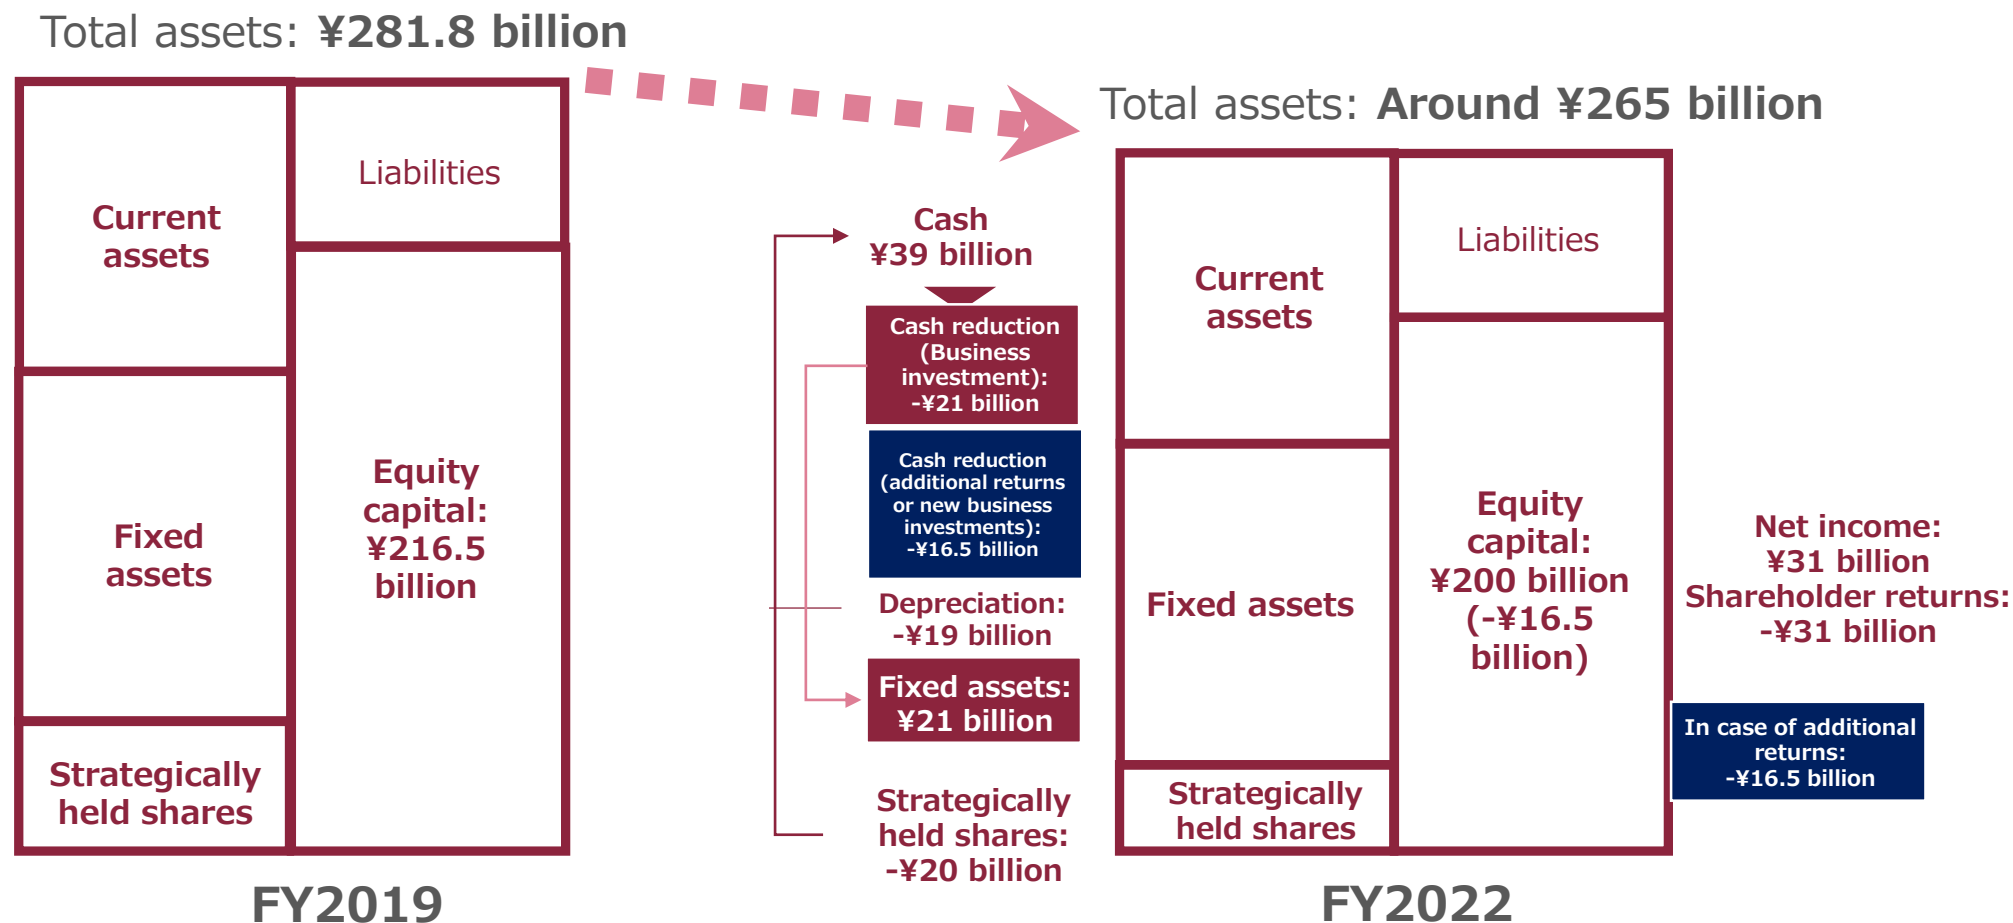 Total assets: ¥281.8 billion
Current
assets
Liabilities
Fixed
assets
Equity
capital:
¥216.5
billion
Strategically
held shares
FY2019
Cash
¥39 billion
Cash reduction
(Business
investment):
-¥21 billion
Cash reduction
(additional returns
or new business
investments):
-¥16.5 billion
Depreciation:
-¥19 billion
Fixed assets:
¥21 billion
Strategically
held shares:
-¥20 billion
Total assets: Around ¥265 billion
Current
assets
Liabilities
Fixed assets
Equity
capital:
¥200 billion
(-¥16.5
billion)
Strategically
held shares
FY2022
Net income:
¥31 billion
Shareholder returns:
-¥31 billion
In case of additional
returns:
-¥16.5 billion